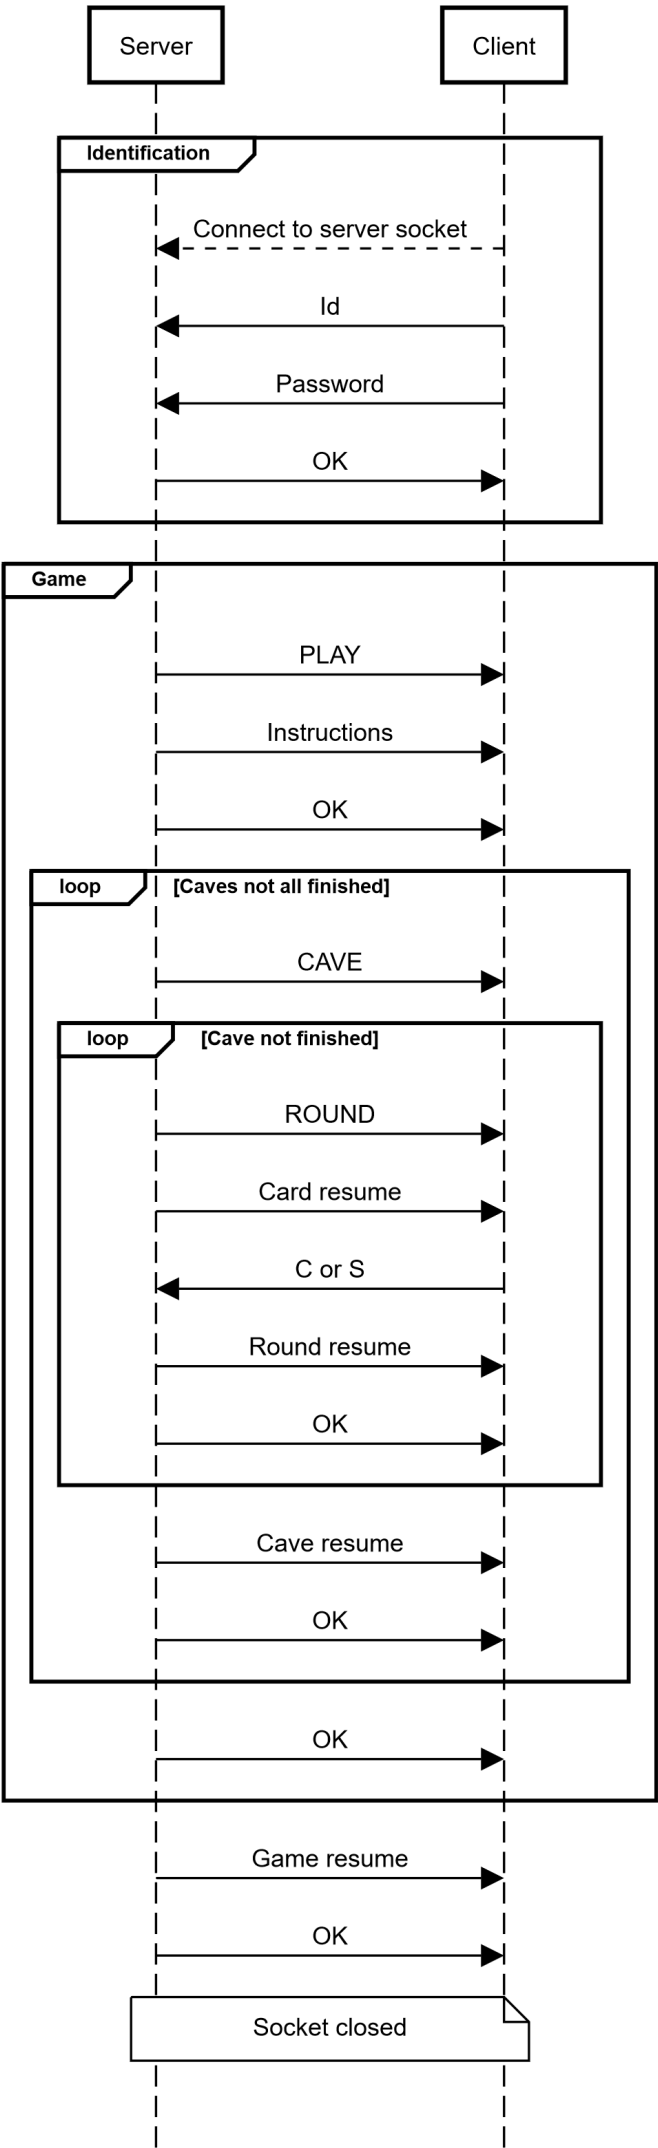 Server
Client
Identification
Connect to server socket
Id
Password
OK
Game
PLAY
Instructions
OK
loop
[Caves not all finished]
CAVE
loop
[Cave not finished]
ROUND
Card resume
C or S
Round resume
OK
Cave resume
OK
OK
Game resume
OK
Socket closed